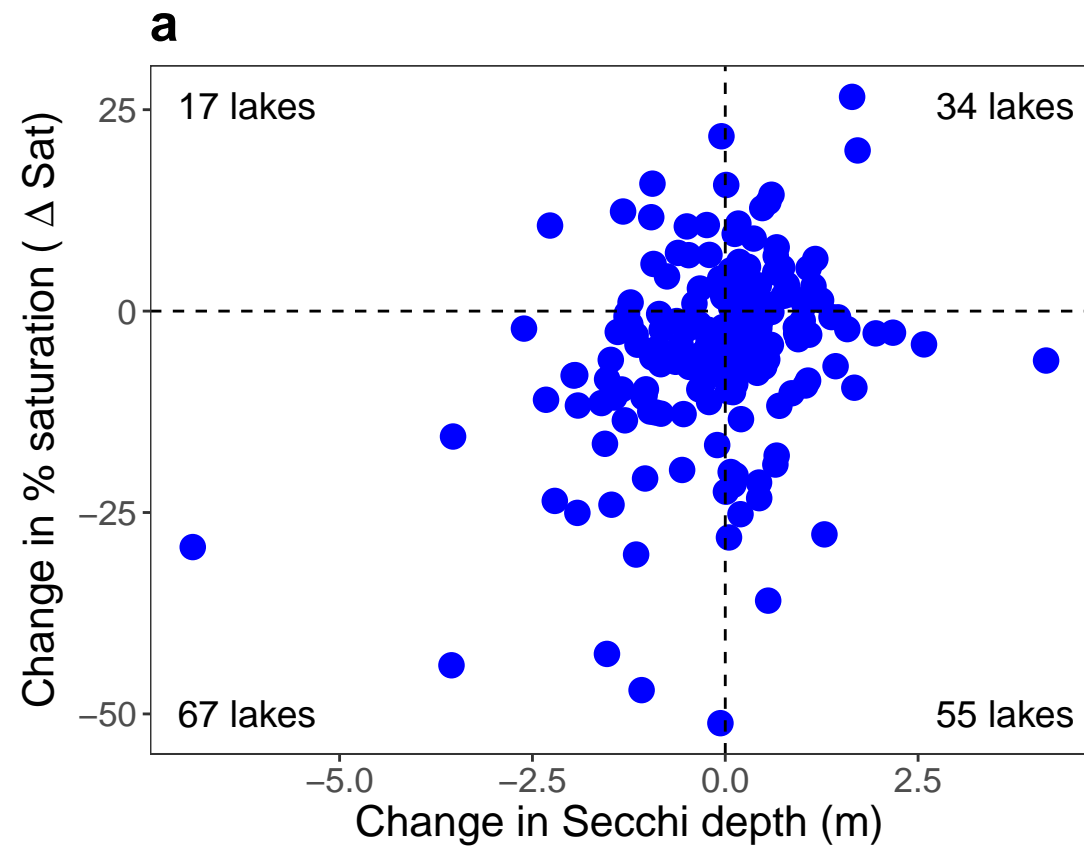 a
17 lakes
34 lakes
25
0
−25
−50
Change in % saturation ( Δ Sat)
67 lakes
55 lakes
−5.0
−2.5
0.0
2.5
Change in Secchi depth (m)